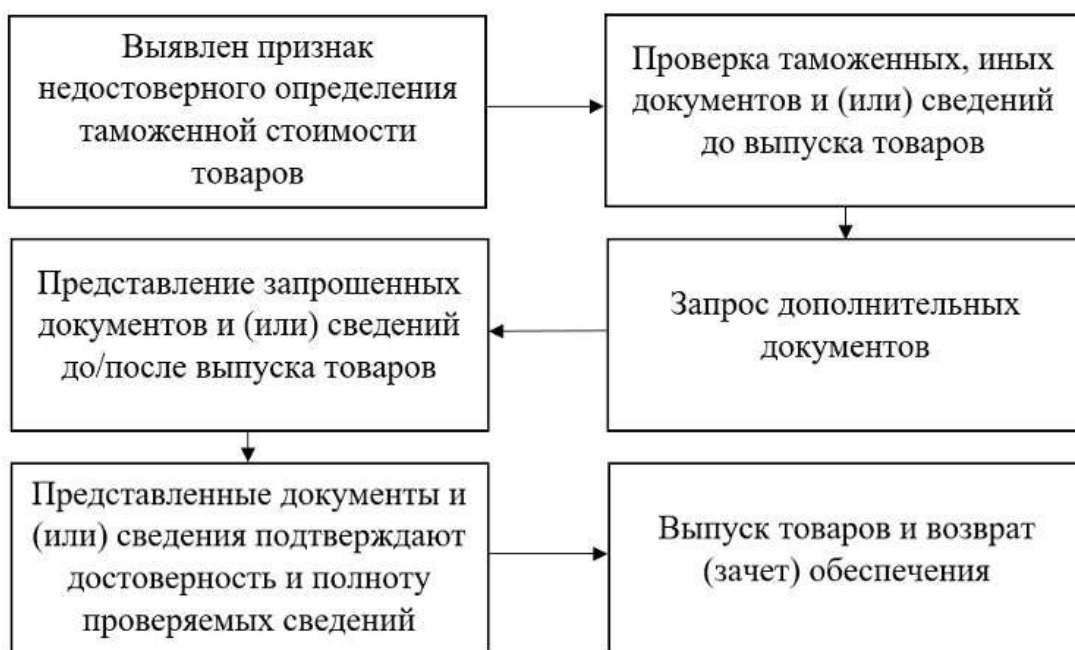 Выявлен признак
недостоверного определения
таможенной стоимости
товаров
Проверка таможенных, иных
документов и (или) сведений
до выпуска товаров
Запрос дополнительных
документов
Представление запрошенных
документов и (или) сведений
до/после выпуска товаров
Представленные документы и
(или) сведения подтверждают
достоверность и полноту
проверяемых сведений
Выпуск товаров и возврат
(зачет) обеспечения